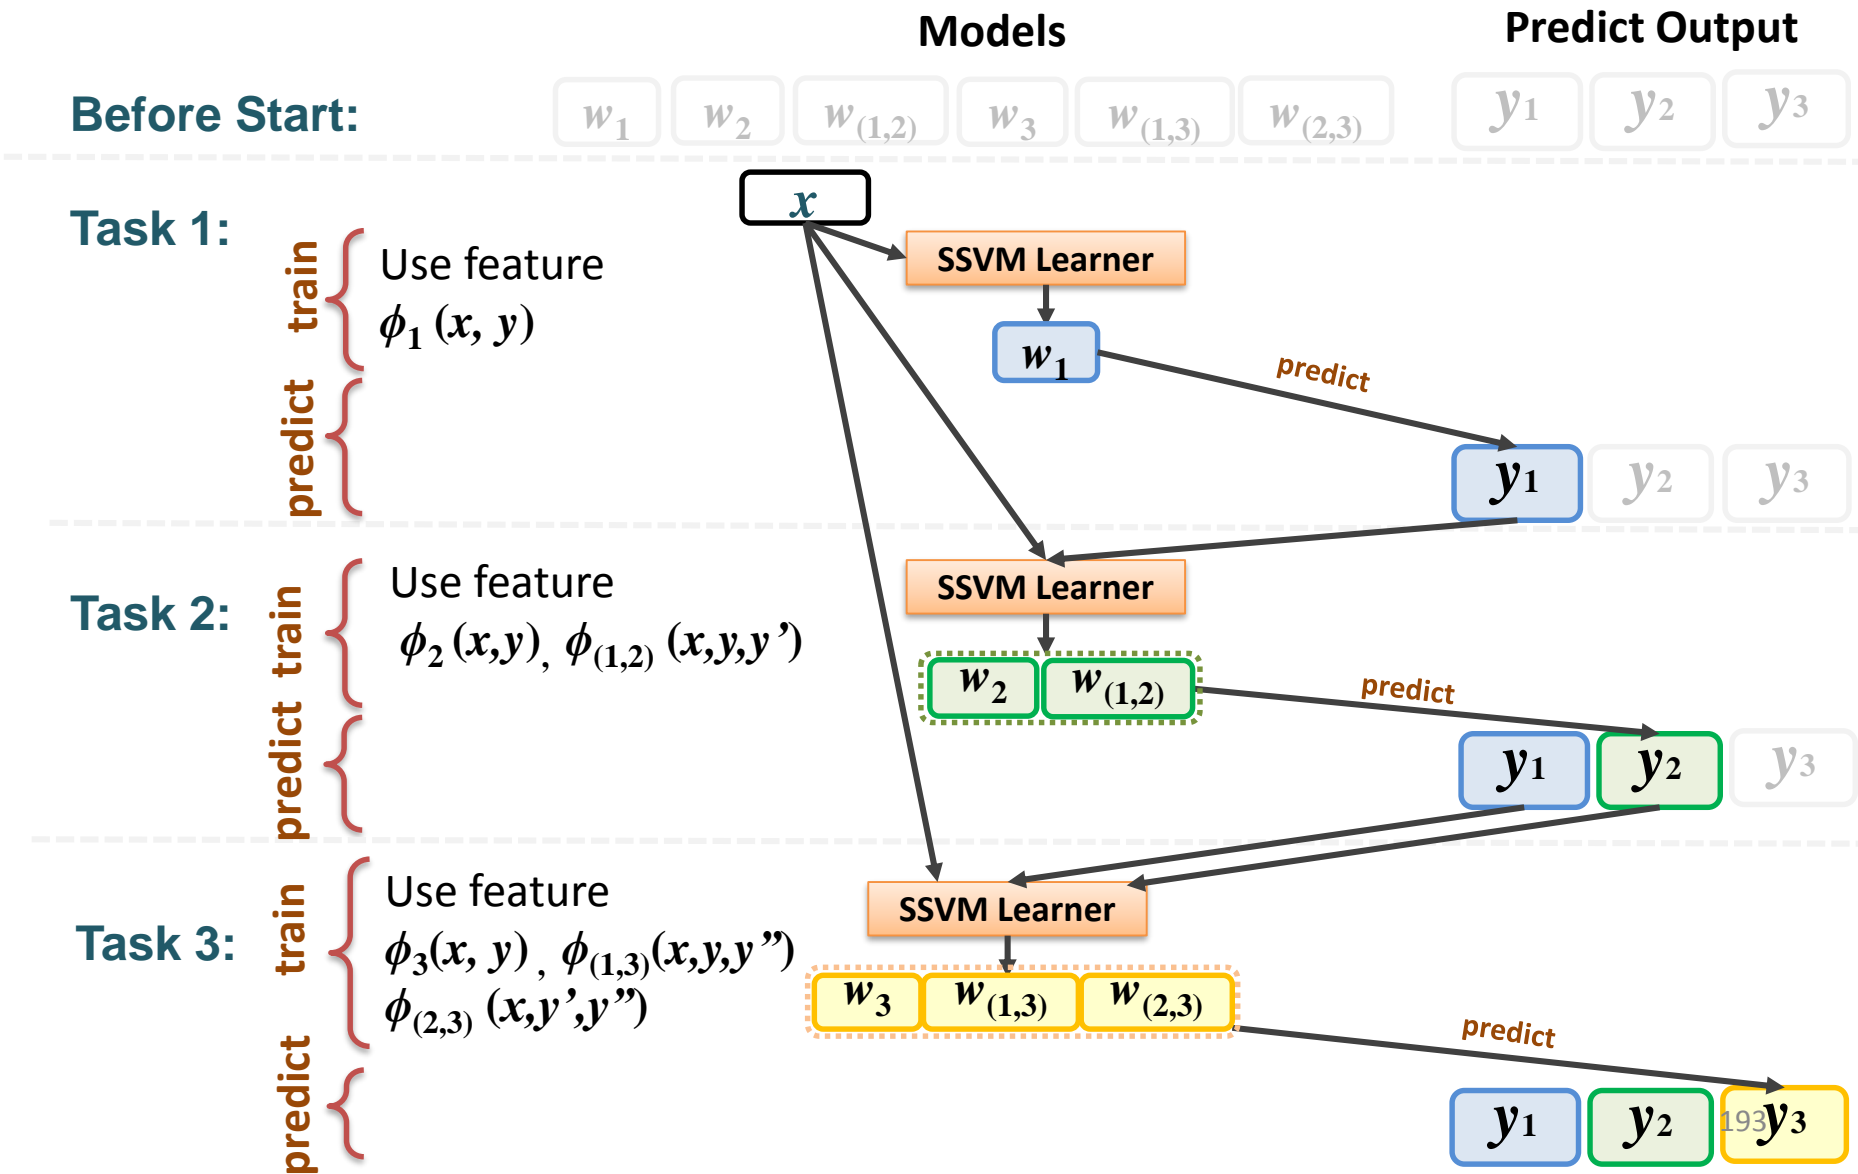 Models
Predict Output
Before Start:
w1 w2 w(1,2) w3 w(1,3) w(2,3)
y1 y2 y3
x
Task 1:
train
Use feature
ϕ1 (x, y)
SSVM Learner
w1
predict
predict
y1 y2 y3
Task 2:
train
Use feature
ϕ2 (x,y), ϕ(1,2) (x,y,y’)
SSVM Learner
w2 w(1,2)
predict
predict
y1 y2 y3
Task 3:
train
Use feature
ϕ3(x, y) , ϕ(1,3)(x,y,y”)
ϕ(2,3) (x,y’,y”)
SSVM Learner
w3 w(1,3) w(2,3)
predict
predict
y1 y2 y3
193